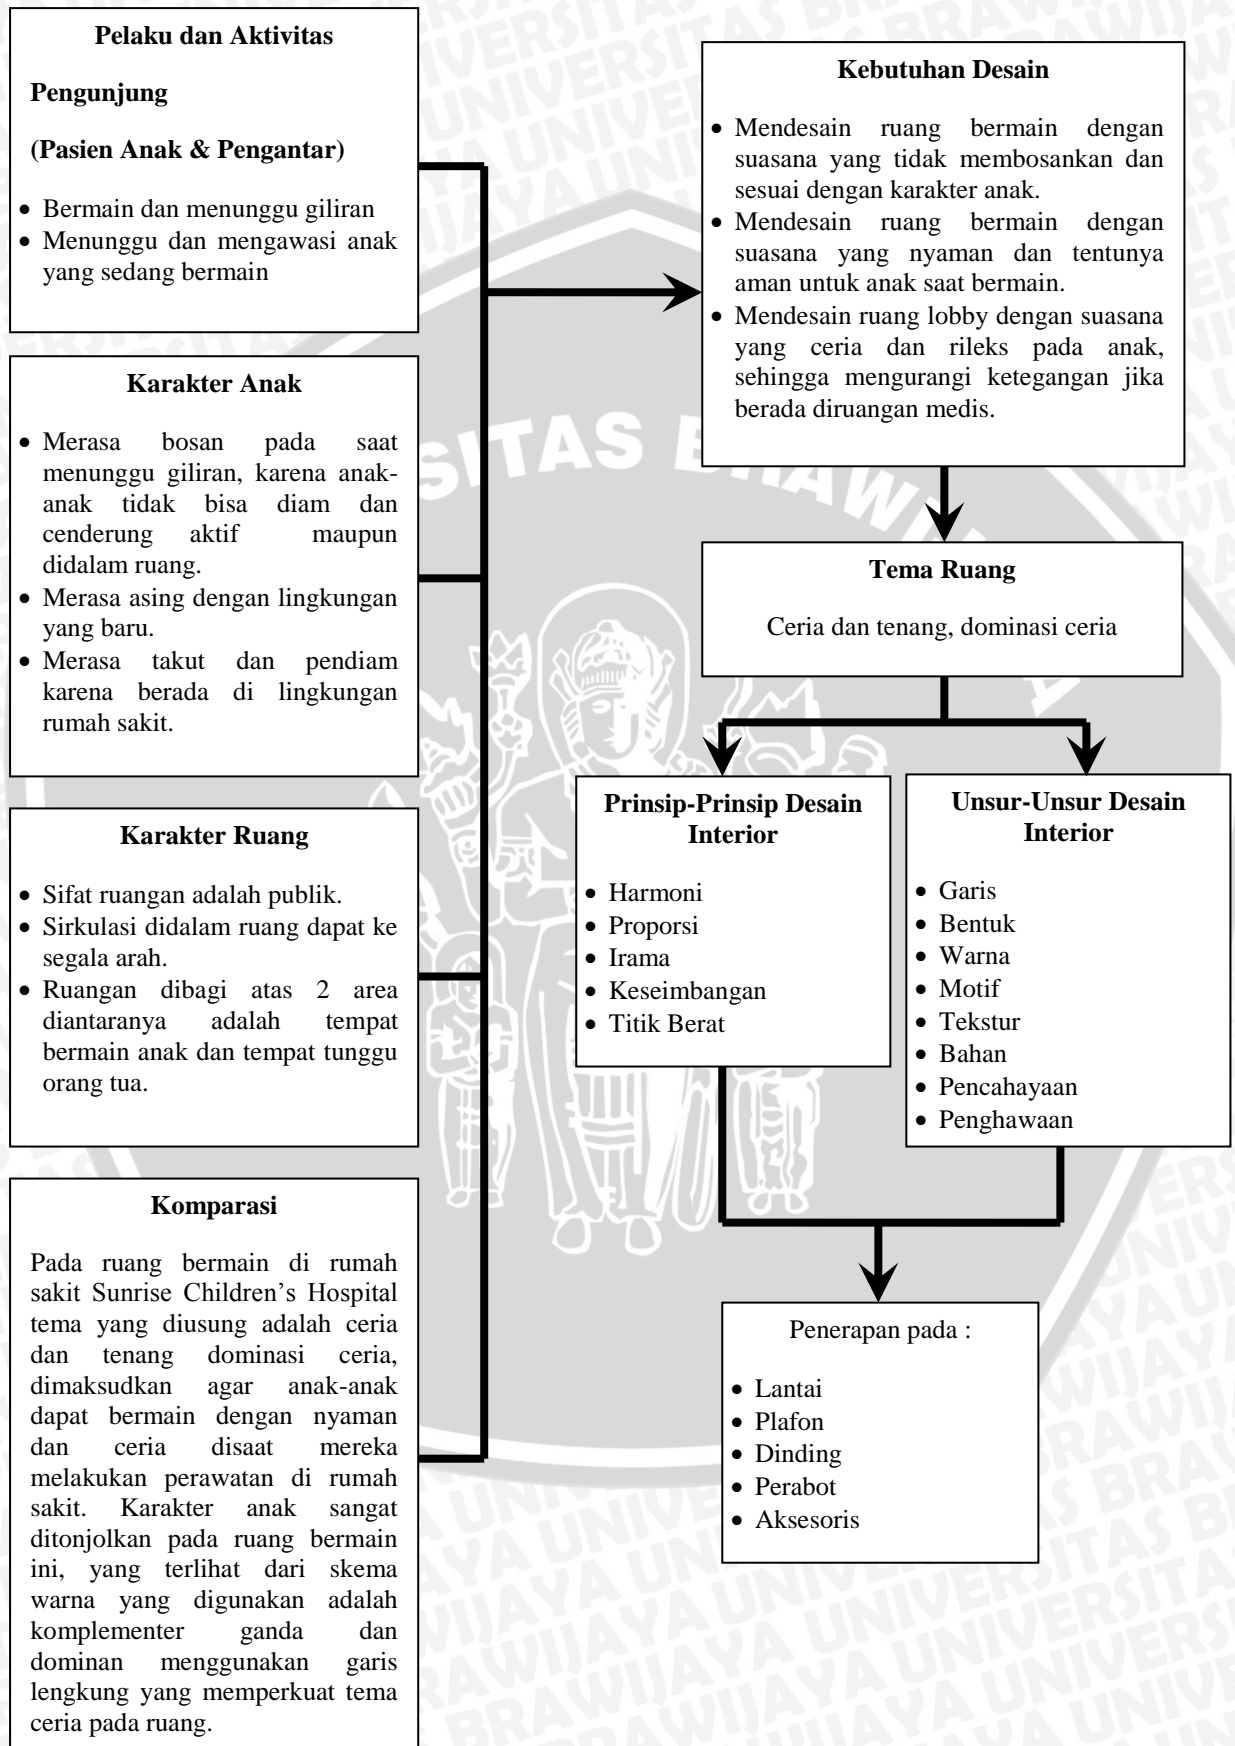 Pelaku dan Aktivitas
Pengunjung
(Pasien Anak & Pengantar)
• Bermain dan menunggu giliran
• Menunggu dan mengawasi anak
yang sedang bermain
Karakter Anak
• Merasa bosan pada saat
menunggu giliran, karena anak-
anak tidak bisa diam dan
cenderung aktif maupun
didalam ruang.
• Merasa asing dengan lingkungan
yang baru.
• Merasa takut dan pendiam
karena berada di lingkungan
rumah sakit.
Karakter Ruang
• Sifat ruangan adalah publik.
• Sirkulasi didalam ruang dapat ke
segala arah.
• Ruangan dibagi atas 2 area
diantaranya adalah tempat
bermain anak dan tempat tunggu
orang tua.
Komparasi
Pada ruang bermain di rumah
sakit Sunrise Children’s Hospital
tema yang diusung adalah ceria
dan tenang dominasi ceria,
dimaksudkan agar anak-anak
dapat bermain dengan nyaman
dan ceria disaat mereka
melakukan perawatan di rumah
sakit. Karakter anak sangat
ditonjolkan pada ruang bermain
ini, yang terlihat dari skema
warna yang digunakan adalah
komplementer ganda dan
dominan menggunakan garis
lengkung yang memperkuat tema
ceria pada ruang.
Kebutuhan Desain
• Mendesain ruang bermain dengan
suasana yang tidak membosankan dan
sesuai dengan karakter anak.
• Mendesain ruang bermain dengan
suasana yang nyaman dan tentunya
aman untuk anak saat bermain.
• Mendesain ruang lobby dengan suasana
yang ceria dan rileks pada anak,
sehingga mengurangi ketegangan jika
berada diruangan medis.
Tema Ruang
Ceria dan tenang, dominasi ceria
Prinsip-Prinsip Desain
Interior
• Harmoni
• Proporsi
• Irama
• Keseimbangan
• Titik Berat
Unsur-Unsur Desain
Interior
• Garis
• Bentuk
• Warna
• Motif
• Tekstur
• Bahan
• Pencahayaan
• Penghawaan
Penerapan pada :
• Lantai
• Plafon
• Dinding
• Perabot
• Aksesoris